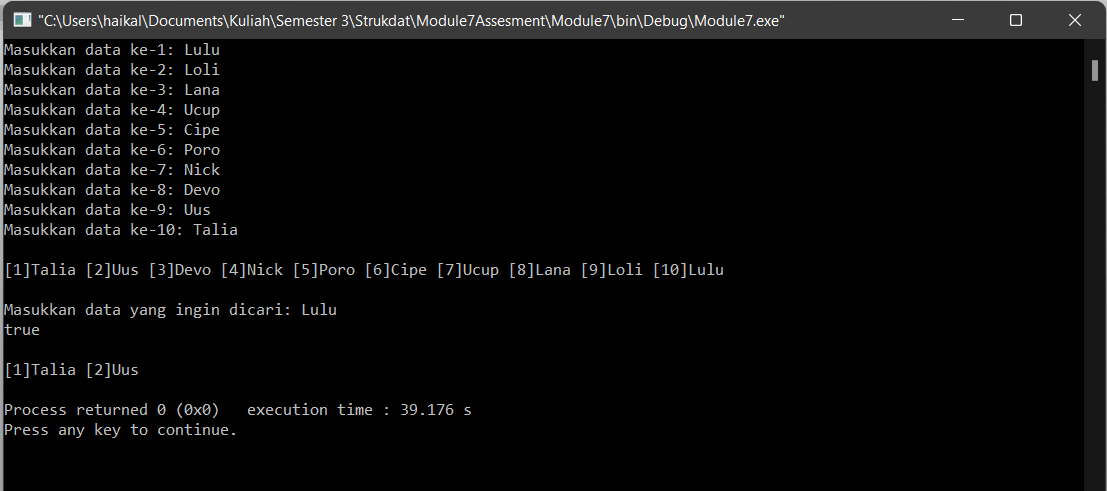 "C:\Users\haikal\Documents\Kuliah\Semester 3\Strukdat\Module7Assesment\Module7\bin\Debug\Module7.exe"
Masukkan data ke-1: Lulu
Masukkan data ke-2: Loli
Masukkan data ke-3: Lana
Masukkan data ke-4: Ucup
Masukkan data ke-5: Cipe
Masukkan data ke-6: Poro
Masukkan data ke-7: Nick
Masukkan data ke-8: Devo
Masukkan data ke-9: Uus
Masukkan data ke-10: Talia
[1]Talia [2]Uus [3]Devo [4]Nick [5]Poro [6]Cipe [7]Ucup [8]Lana [9]Loli [10]Lulu
Masukkan data yang ingin dicari: Lulu
true
[1]Talia [2]Uus
Process returned 0 (0x0)   execution time : 39.176 s
Press any key to continue.